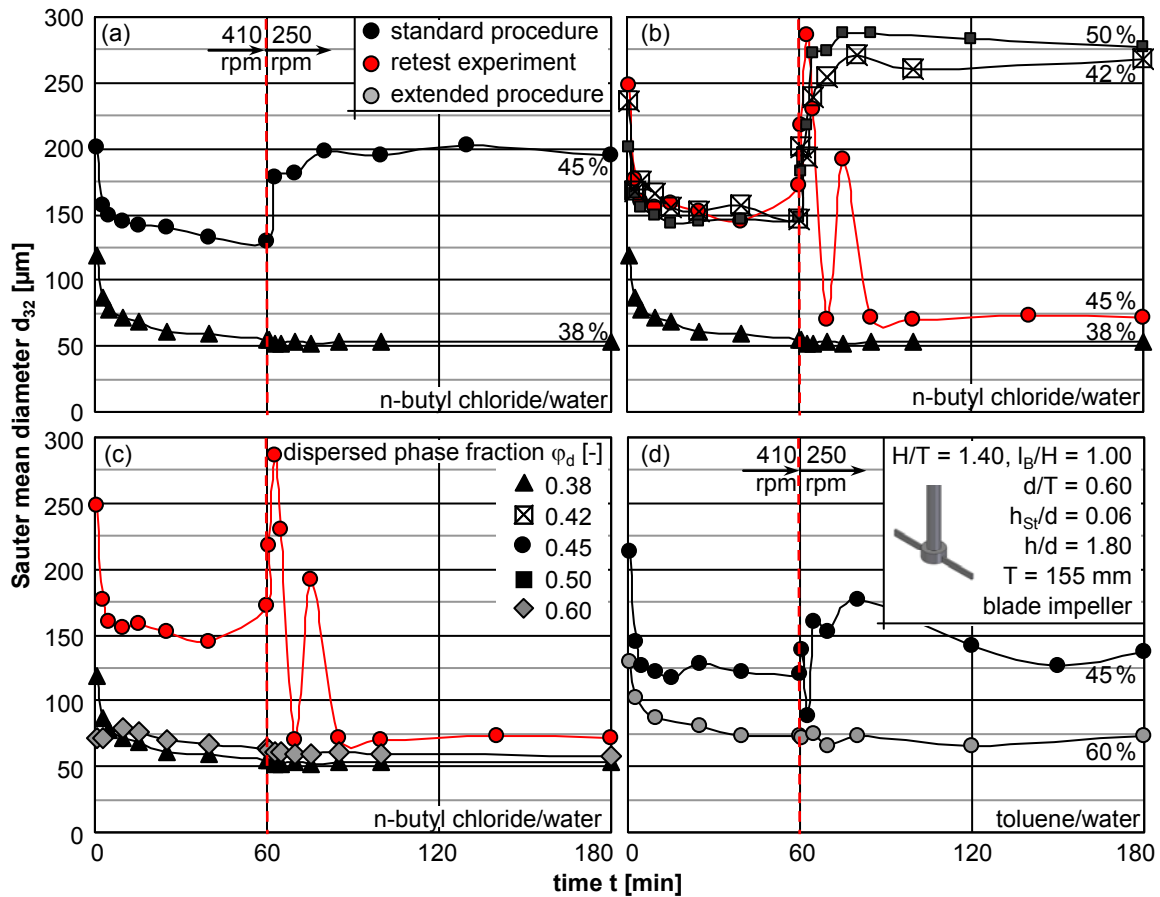 Sauter mean diameter d32 [µm]
300
250
200
150
100
50
0
(a)
410 250
rpm rpm
standard procedure
retest experiment
extended procedure
45 %
38 %
n-butyl chloride/water
(b)
50 %
42 %
45 %
38 %
n-butyl chloride/water
300
250
200
150
100
50
0
(c)
dispersed phase fraction φd [-]
0.38
0.42
0.45
0.50
0.60
n-butyl chloride/water
0 60 120 180
(d)
410 250
rpm rpm
H/T = 1.40, lB/H = 1.00
d/T = 0.60
hSt/d = 0.06
h/d = 1.80
T = 155 mm
blade impeller
45 %
60 %
toluene/water
0 60 120 180
time t [min]